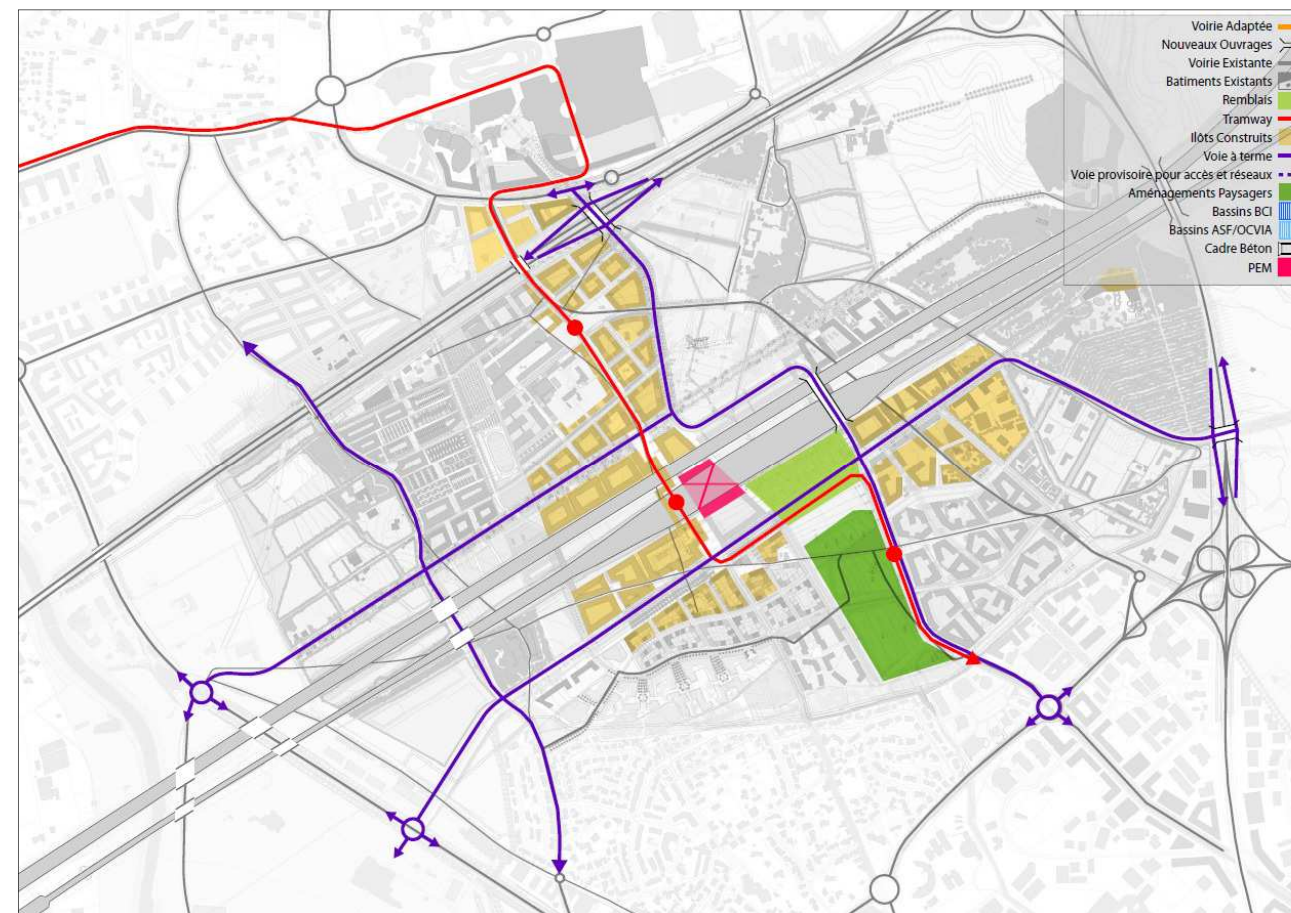 Voirie Adaptée
Nouveaux Ouvrages
Voirie Existante
Batiments Existants
Remblais
Tramway
Ilôts Construits
Voie à terme
Voie provisoire pour accès et réseaux
Aménagements Paysagers
Bassins BCI
Bassins ASF/OCVIA
Cadre Béton
PEM